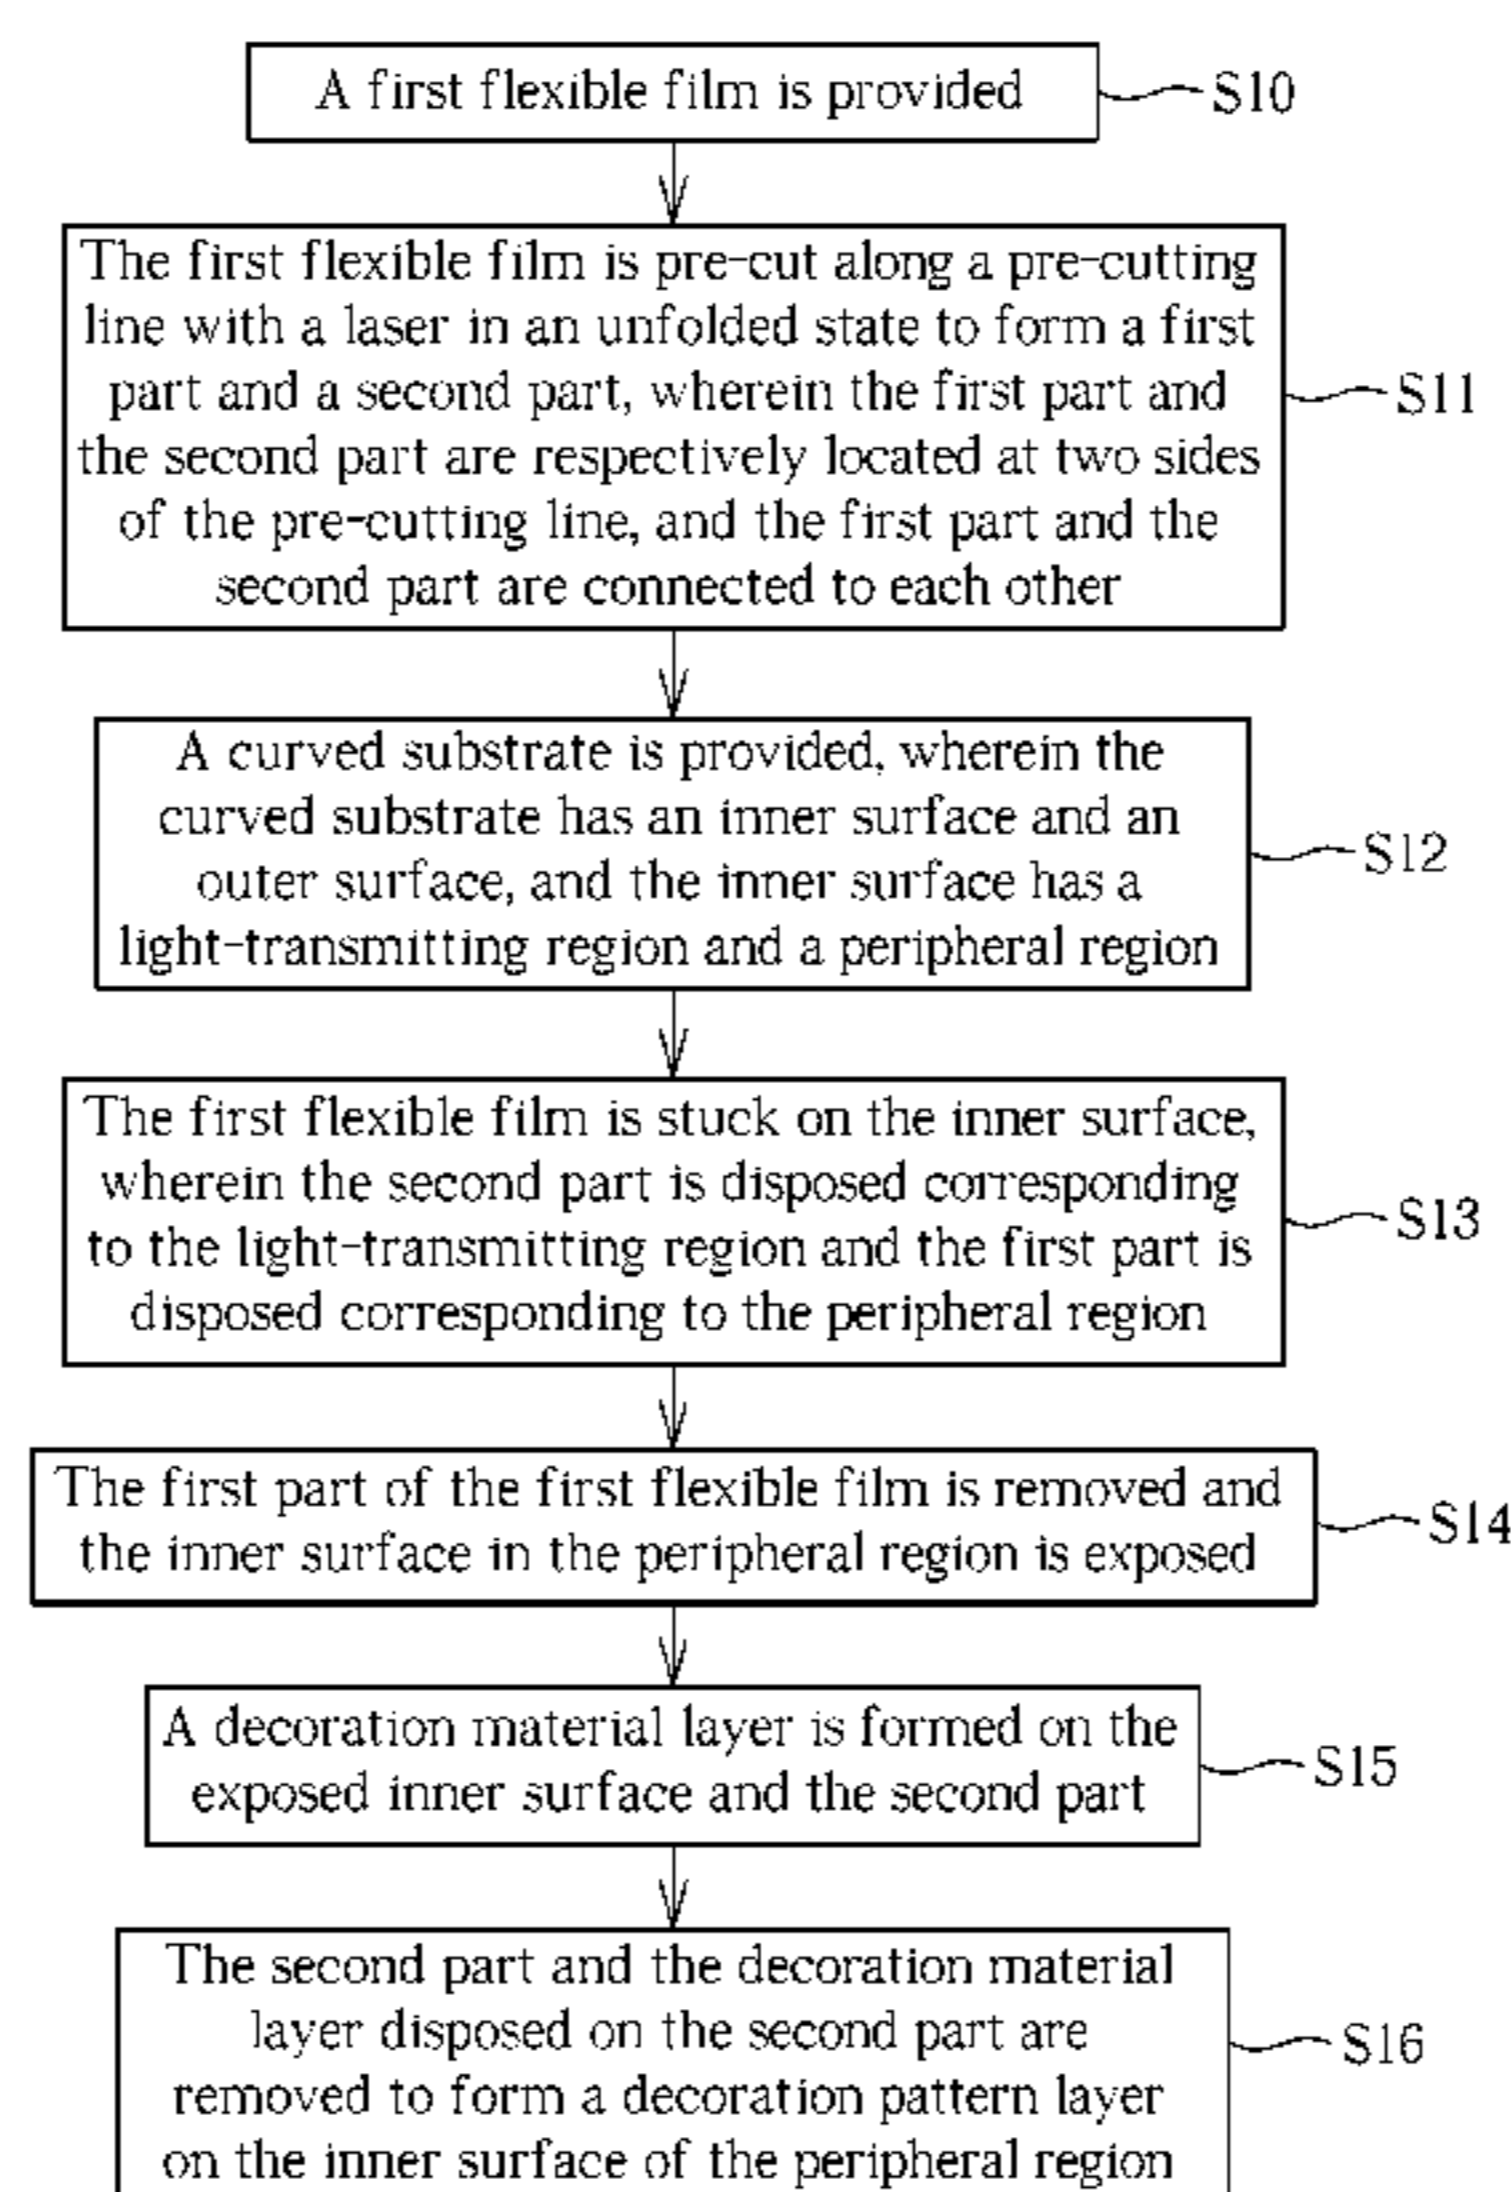 A first flexible film is provided
S10
The first flexible film is pre-cut along a pre-cutting
line with a laser in an unfolded state to form a first
part and a second part, wherein the first part and
the second part are respectively located at two sides
of the pre-cutting line, and the first part and the
second part are connected to each other
S11
A curved substrate is provided, wherein the
curved substrate has an inner surface and an
outer surface, and the inner surface has a
light-transmitting region and a peripheral region
S12
The first flexible film is stuck on the inner surface,
wherein the second part is disposed corresponding
to the light-transmitting region and the first part is
disposed corresponding to the peripheral region
S13
The first part of the first flexible film is removed and
the inner surface in the peripheral region is exposed
S14
A decoration material layer is formed on the
exposed inner surface and the second part
S15
The second part and the decoration material
layer disposed on the second part are
removed to form a decoration pattern layer
on the inner surface of the peripheral region
S16